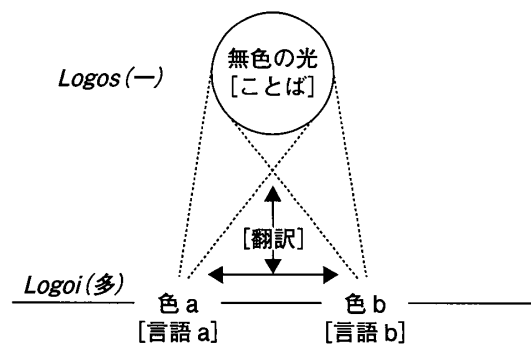 無色の光
[ことば]
Logos(一)
[翻訳]
Logoi(多)
色a 色b
[言語a] [言語b]